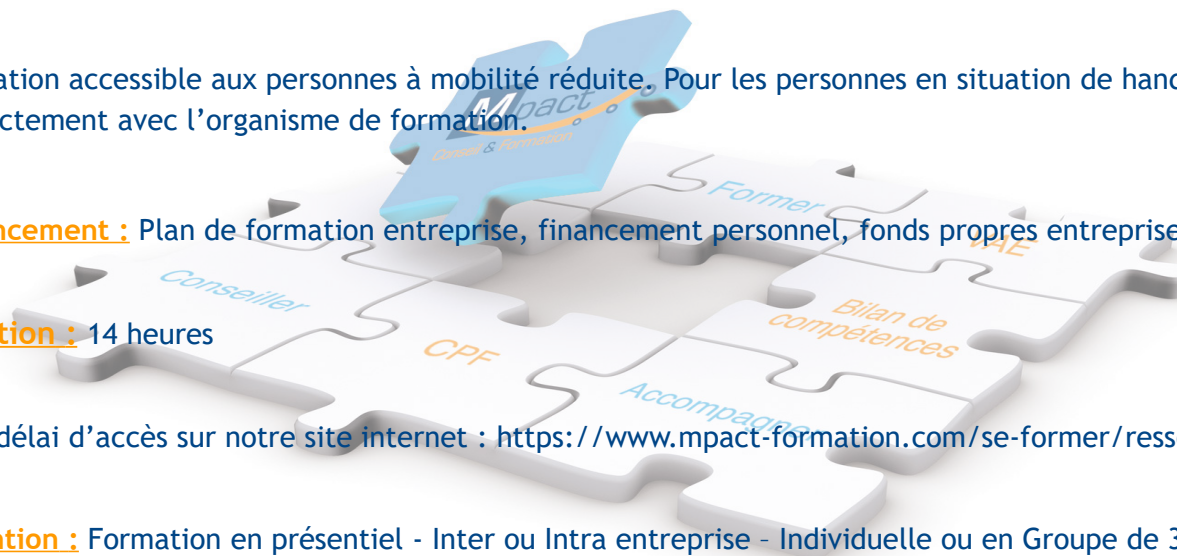 ation accessible aux personnes à mobilité réduite. Pour les personnes en situation de hand
ctement avec l’organisme de formation.
Mpact
Conseil & Formation
Former
ncement : Plan de formation entreprise, financement personnel, fonds propres entreprise
VAE
Conseiller
Bilan de
compétences
tion : 14 heures
CPF
Accompagner
délai d’accès sur notre site internet : https://www.mpact-formation.com/se-former/ress
ation : Formation en présentiel - Inter ou Intra entreprise – Individuelle ou en Groupe de 3